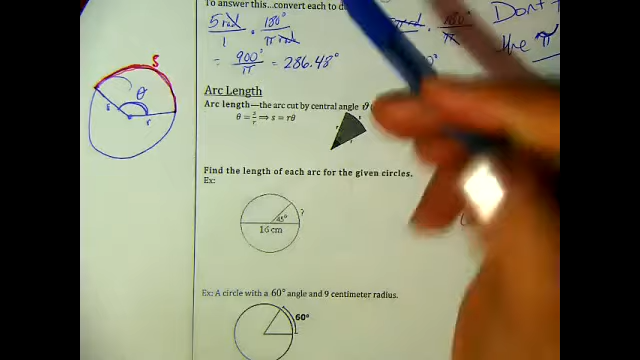 To answer this...convert each to d
5 rad/1 · 180°/π rad
180°/π
Don't
the π
= 900°/π = 286.48°
0°
S
θ
r
r
Arc Length
Arc length—the arc cut by central angle θ
θ = s/r ⟹ s = rθ
Find the length of each arc for the given circles.
Ex:
45°
?
16 cm
Ex: A circle with a 60° angle and 9 centimeter radius.
60°